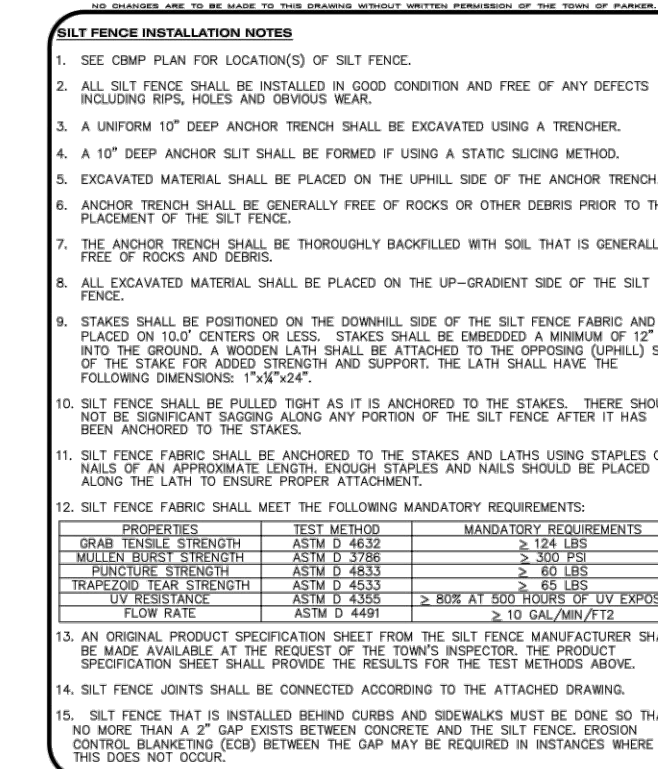 NO CHANGES ARE TO BE MADE TO THIS DRAWING WITHOUT WRITTEN PERMISSION OF THE TOWN OF PARKER.
SILT FENCE INSTALLATION NOTES
1. SEE CBMP PLAN FOR LOCATION(S) OF SILT FENCE.
2. ALL SILT FENCE SHALL BE INSTALLED IN GOOD CONDITION AND FREE OF ANY DEFECTS
INCLUDING RIPS, HOLES AND OBVIOUS WEAR.
3. A UNIFORM 10" DEEP ANCHOR TRENCH SHALL BE EXCAVATED USING A TRENCHER.
4. A 10" DEEP ANCHOR SLIT SHALL BE FORMED IF USING A STATIC SLICING METHOD.
5. EXCAVATED MATERIAL SHALL BE PLACED ON THE UPHILL SIDE OF THE ANCHOR TRENCH
6. ANCHOR TRENCH SHALL BE GENERALLY FREE OF ROCKS OR OTHER DEBRIS PRIOR TO
PLACEMENT OF THE SILT FENCE.
7. THE ANCHOR TRENCH SHALL BE THOROUGHLY BACKFILLED WITH SOIL THAT IS GENERALL
FREE OF ROCKS AND DEBRIS.
8. ALL EXCAVATED MATERIAL SHALL BE PLACED ON THE UP-GRADIENT SIDE OF THE SILT
FENCE.
9. STAKES SHALL BE POSITIONED ON THE DOWNHILL SIDE OF THE SILT FENCE FABRIC AND
PLACED ON 10.0' CENTERS OR LESS. STAKES SHALL BE EMBEDDED A MINIMUM OF 12"
INTO THE GROUND. A WOODEN LATH SHALL BE ATTACHED TO THE OPPOSING (UPHILL) S
OF THE STAKE FOR ADDED STRENGTH AND SUPPORT. THE LATH SHALL HAVE THE
FOLLOWING DIMENSIONS: 1"x¼"x24".
10. SILT FENCE SHALL BE PULLED TIGHT AS IT IS ANCHORED TO THE STAKES. THERE SHOU
NOT BE SIGNIFICANT SAGGING ALONG ANY PORTION OF THE SILT FENCE AFTER IT HAS
BEEN ANCHORED TO THE STAKES.
11. SILT FENCE FABRIC SHALL BE ANCHORED TO THE STAKES AND LATHS USING STAPLES
NAILS OF AN APPROXIMATE LENGTH. ENOUGH STAPLES AND NAILS SHOULD BE PLACED
ALONG THE LATH TO ENSURE PROPER ATTACHMENT.
12. SILT FENCE FABRIC SHALL MEET THE FOLLOWING MANDATORY REQUIREMENTS:
PROPERTIES TEST METHOD MANDATORY REQUIREMENTS
GRAB TENSILE STRENGTH ASTM D 4632 ≥ 124 LBS
MULLEN BURST STRENGTH ASTM D 3786 ≥ 300 PSI
PUNCTURE STRENGTH ASTM D 4833 ≥ 60 LBS
TRAPEZOID TEAR STRENGTH ASTM D 4533 ≥ 65 LBS
UV RESISTANCE ASTM D 4355 ≥ 80% AT 500 HOURS OF UV EXPOS
FLOW RATE ASTM D 4491 ≥ 10 GAL/MIN/FT2
13. AN ORIGINAL PRODUCT SPECIFICATION SHEET FROM THE SILT FENCE MANUFACTURER SHA
BE MADE AVAILABLE AT THE REQUEST OF THE TOWN'S INSPECTOR. THE PRODUCT
SPECIFICATION SHEET SHALL PROVIDE THE RESULTS FOR THE TEST METHODS ABOVE.
14. SILT FENCE JOINTS SHALL BE CONNECTED ACCORDING TO THE ATTACHED DRAWING.
15. SILT FENCE THAT IS INSTALLED BEHIND CURBS AND SIDEWALKS MUST BE DONE SO THA
NO MORE THAN A 2" GAP EXISTS BETWEEN CONCRETE AND THE SILT FENCE. EROSION
CONTROL BLANKETING (ECB) BETWEEN THE GAP MAY BE REQUIRED IN INSTANCES WHERE
THIS DOES NOT OCCUR.